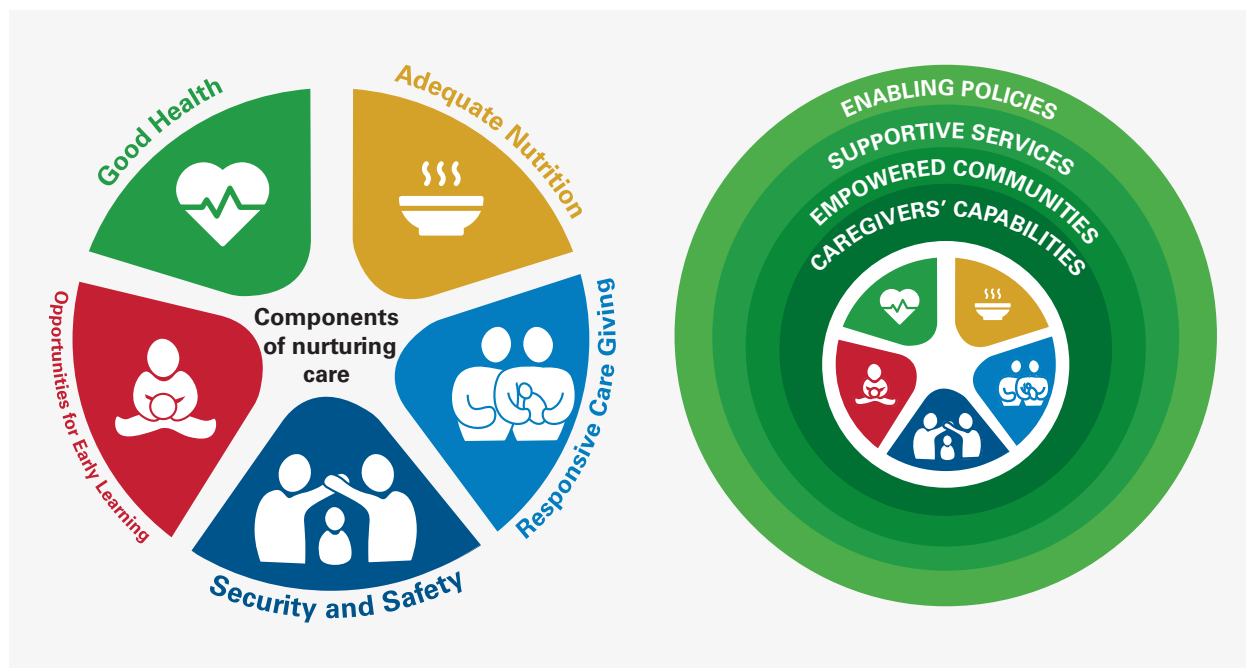 Good Health
Adequate Nutrition
Opportunities for Early Learning
Components
of nurturing
care
Responsive Care Giving
Security and Safety
ENABLING POLICIES
SUPPORTIVE SERVICES
EMPOWERED COMMUNITIES
CAREGIVERS’ CAPABILITIES